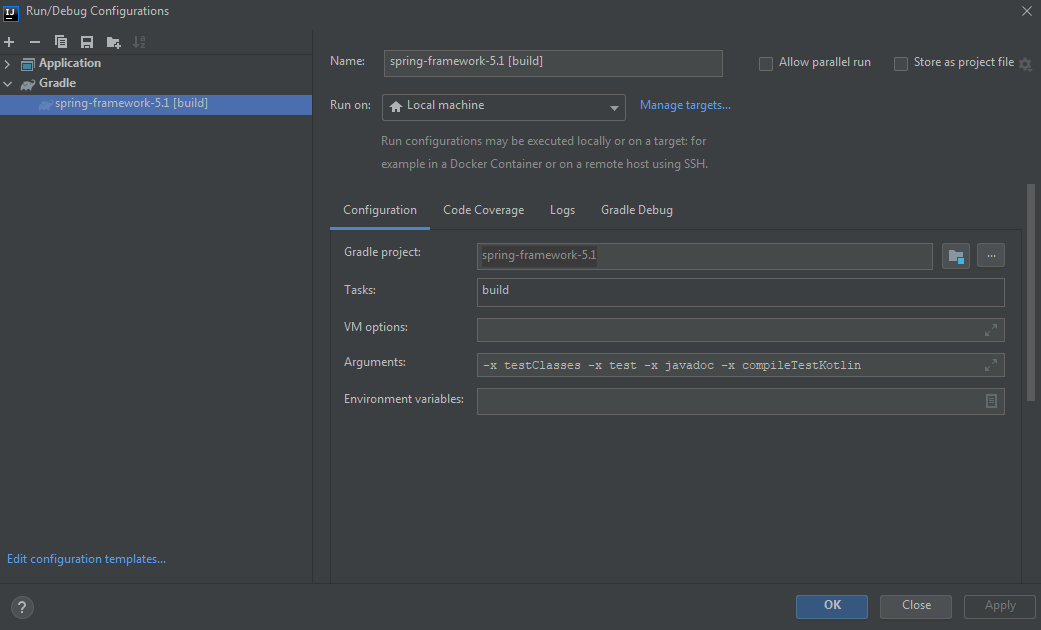 Run/Debug Configurations
Application
Gradle
spring-framework-5.1 [build]
Name: spring-framework-5.1 [build] Allow parallel run Store as project file
Run on: Local machine Manage targets...
Run configurations may be executed locally or on a target: for
example in a Docker Container or on a remote host using SSH.
Configuration Code Coverage Logs Gradle Debug
Gradle project: spring-framework-5.1 ...
Tasks: build
VM options:
Arguments: -x testClasses -x test -x javadoc -x compileTestKotlin
Environment variables:
Edit configuration templates...
? OK Close Apply